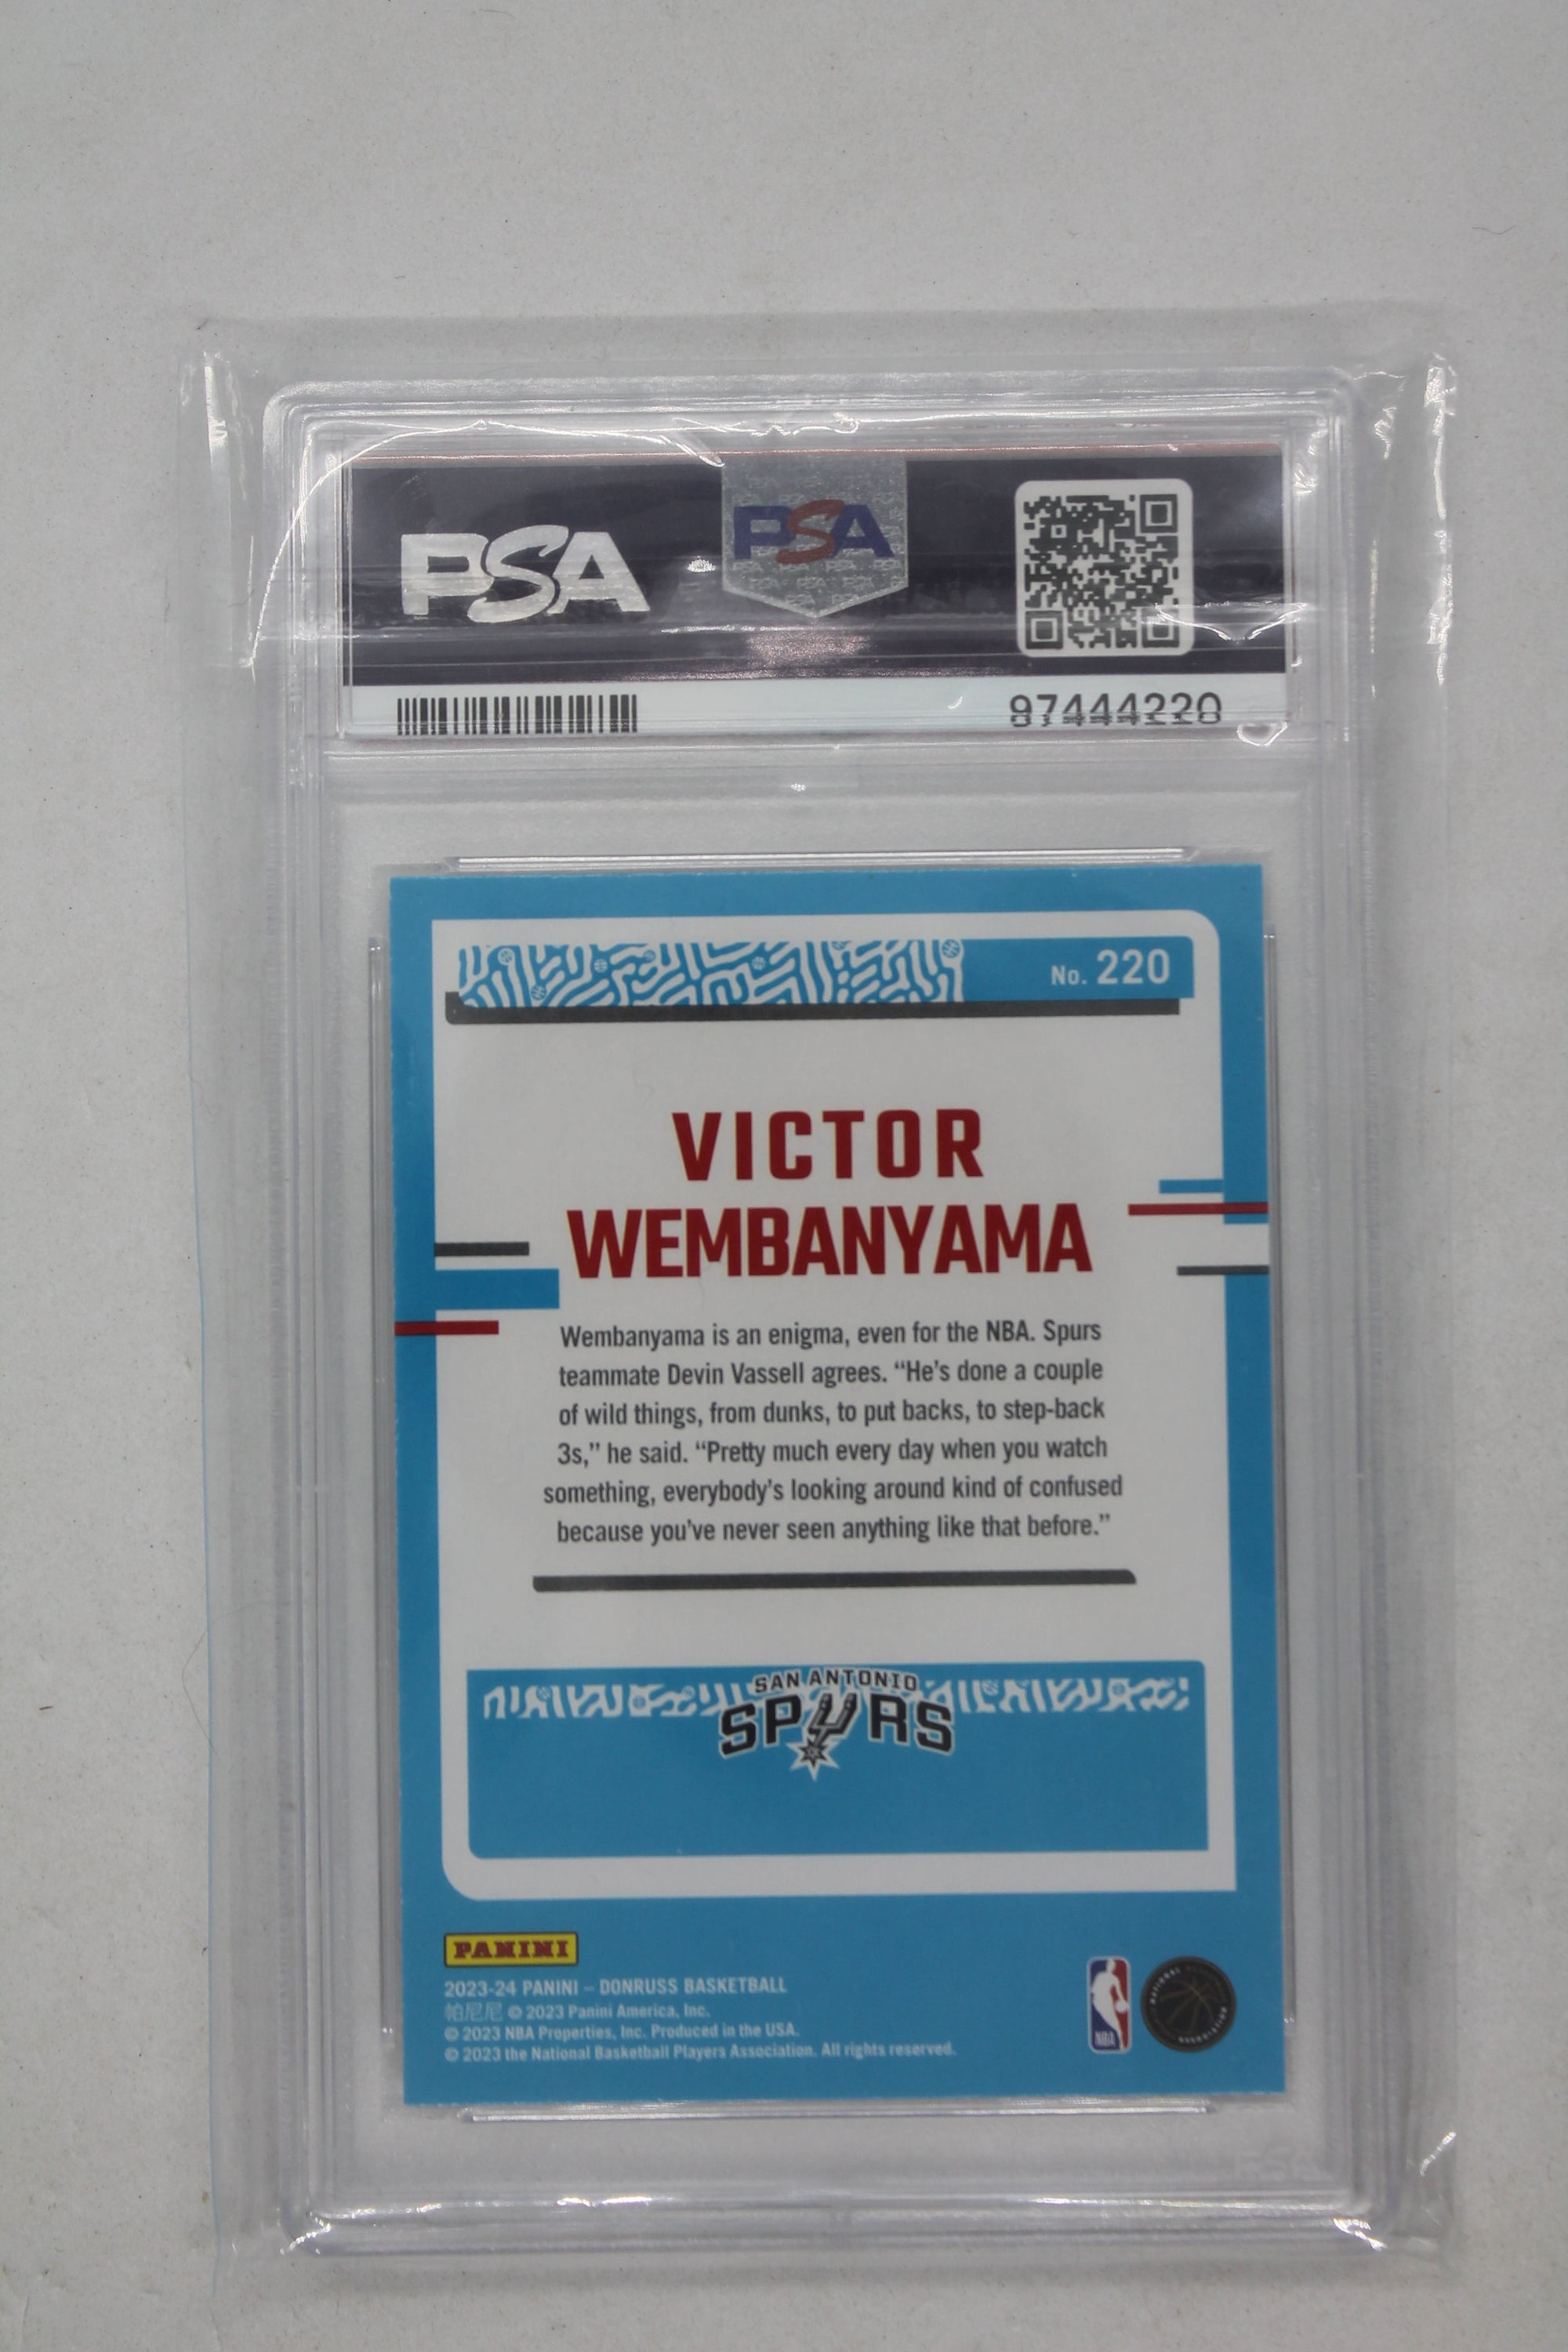 PSA
PSA
97444220
No. 220
VICTOR
WEMBANYAMA
Wembanyama is an enigma, even for the NBA. Spurs
teammate Devin Vassell agrees. “He’s done a couple
of wild things, from dunks, to put backs, to step-back
3s,” he said. “Pretty much every day when you watch
something, everybody’s looking around kind of confused
because you’ve never seen anything like that before.”
SAN ANTONIO
SPURS
PANINI
2023-24 PANINI – DONRUSS BASKETBALL
帕尼尼 © 2023 Panini America, Inc.
© 2023 NBA Properties, Inc. Produced in the USA.
© 2023 the National Basketball Players Association. All rights reserved.
NBA